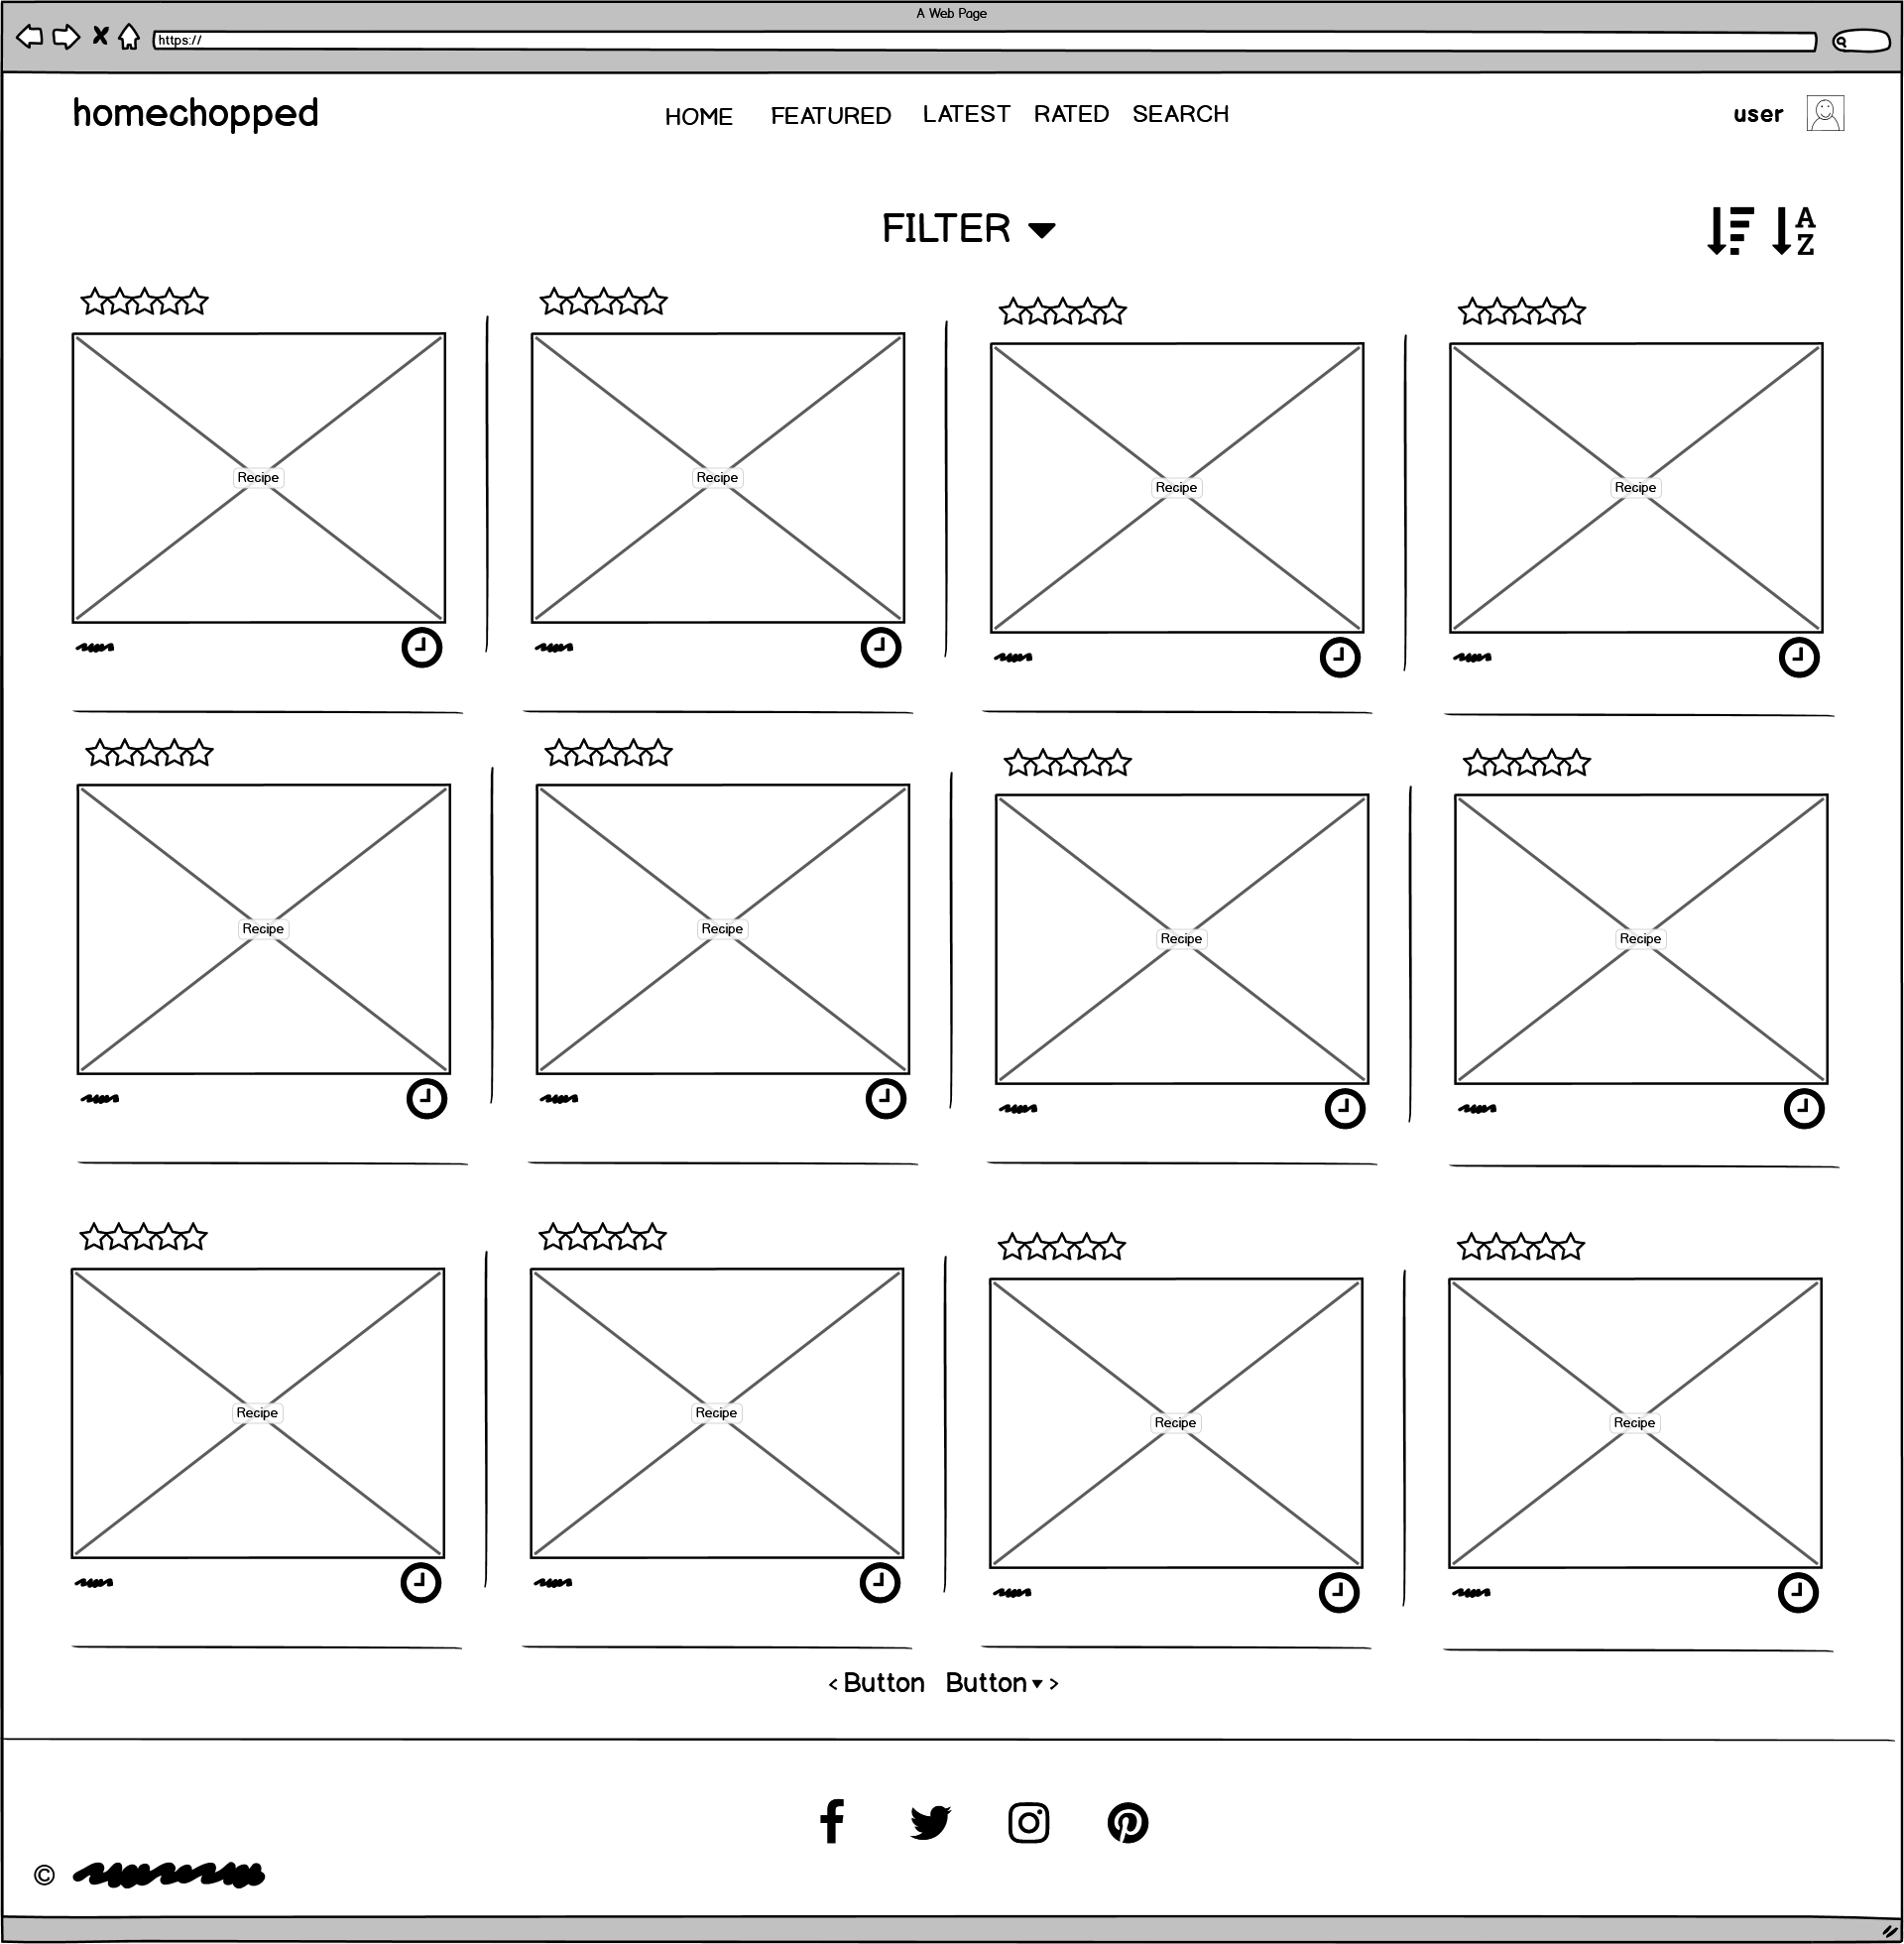 A Web Page
https://
homechopped HOME FEATURED LATEST RATED SEARCH user
FILTER A Z
Recipe Recipe Recipe Recipe
Recipe Recipe Recipe Recipe
Recipe Recipe Recipe Recipe
< Button Button >
©